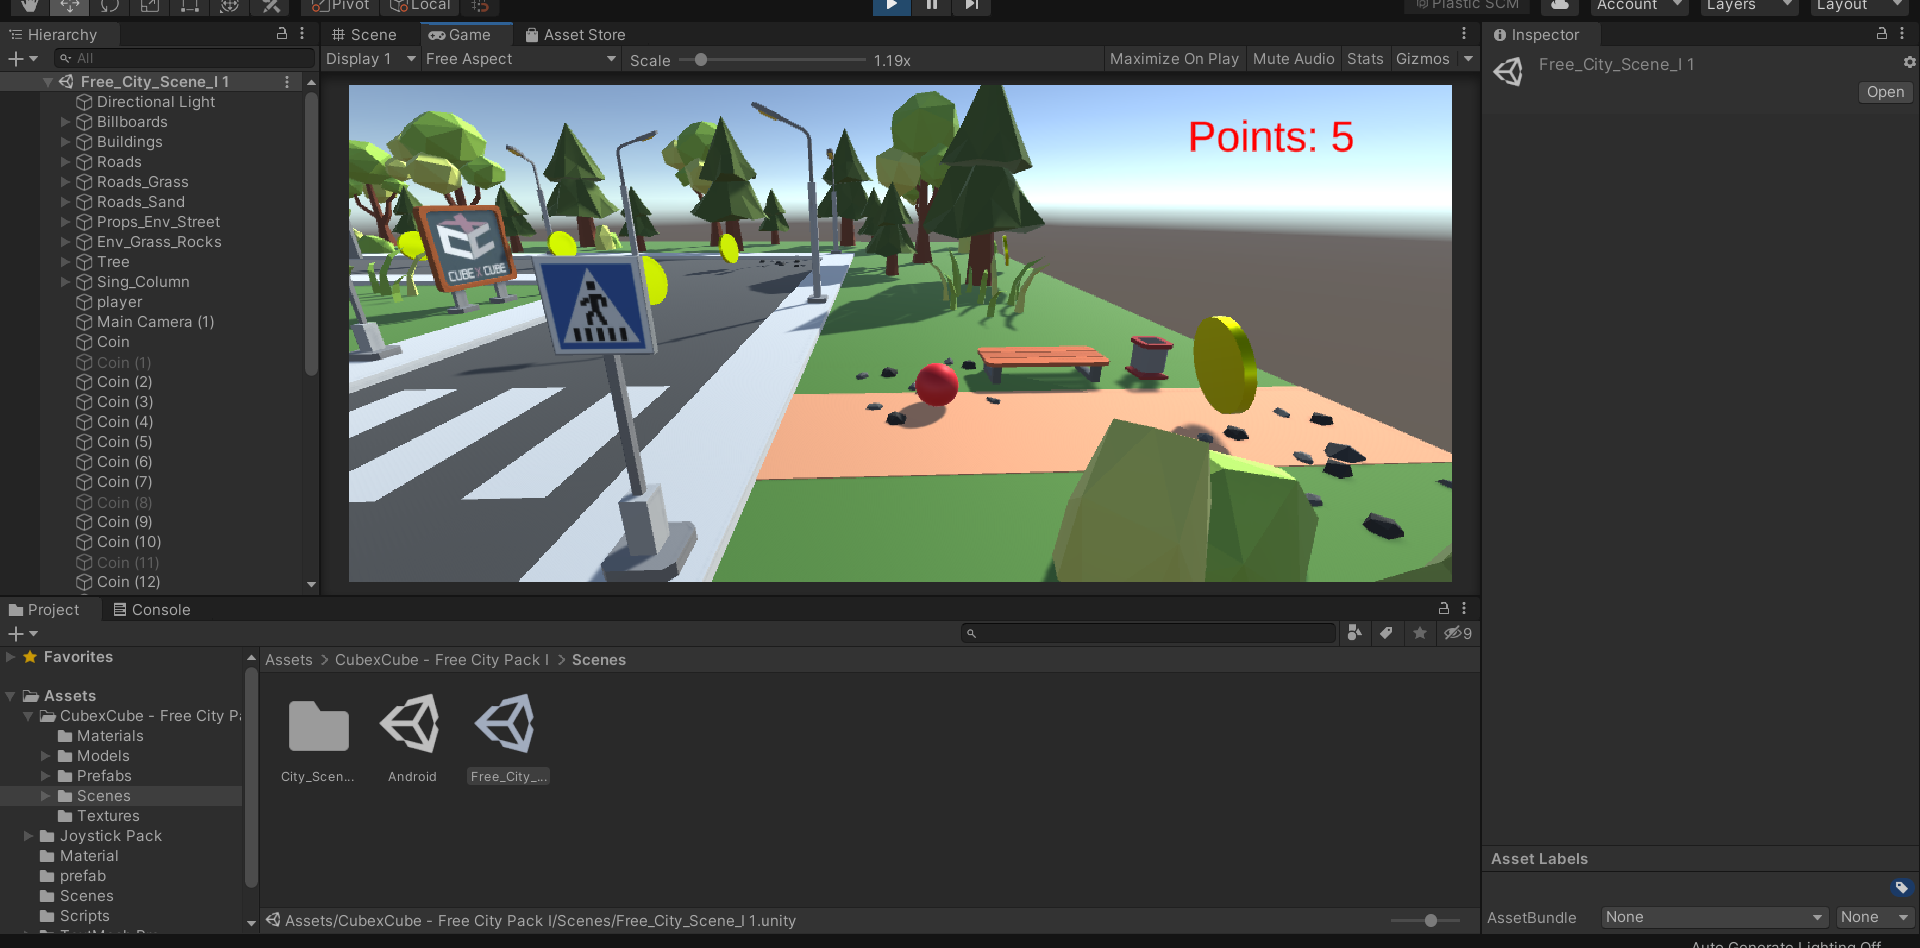 Pivot
Local
Plastic SCM
Account
Layers
Layout
Hierarchy
All
Free_City_Scene_I 1
Directional Light
Billboards
Buildings
Roads
Roads_Grass
Roads_Sand
Props_Env_Street
Env_Grass_Rocks
Tree
Sing_Column
player
Main Camera (1)
Coin
Coin (1)
Coin (2)
Coin (3)
Coin (4)
Coin (5)
Coin (6)
Coin (7)
Coin (8)
Coin (9)
Coin (10)
Coin (11)
Coin (12)
Scene
Game
Asset Store
Display 1
Free Aspect
Scale
1.19x
Maximize On Play
Mute Audio
Stats
Gizmos
Points: 5
CUBE X CUBE
Inspector
Free_City_Scene_I 1
Open
Project
Console
9
Favorites
Assets
CubexCube - Free City Pa
Materials
Models
Prefabs
Scenes
Textures
Joystick Pack
Material
prefab
Scenes
Scripts
Assets > CubexCube - Free City Pack I > Scenes
City_Scen...
Android
Free_City_...
Assets/CubexCube - Free City Pack I/Scenes/Free_City_Scene_I 1.unity
Asset Labels
AssetBundle
None
None
Auto Generate Lighting Off